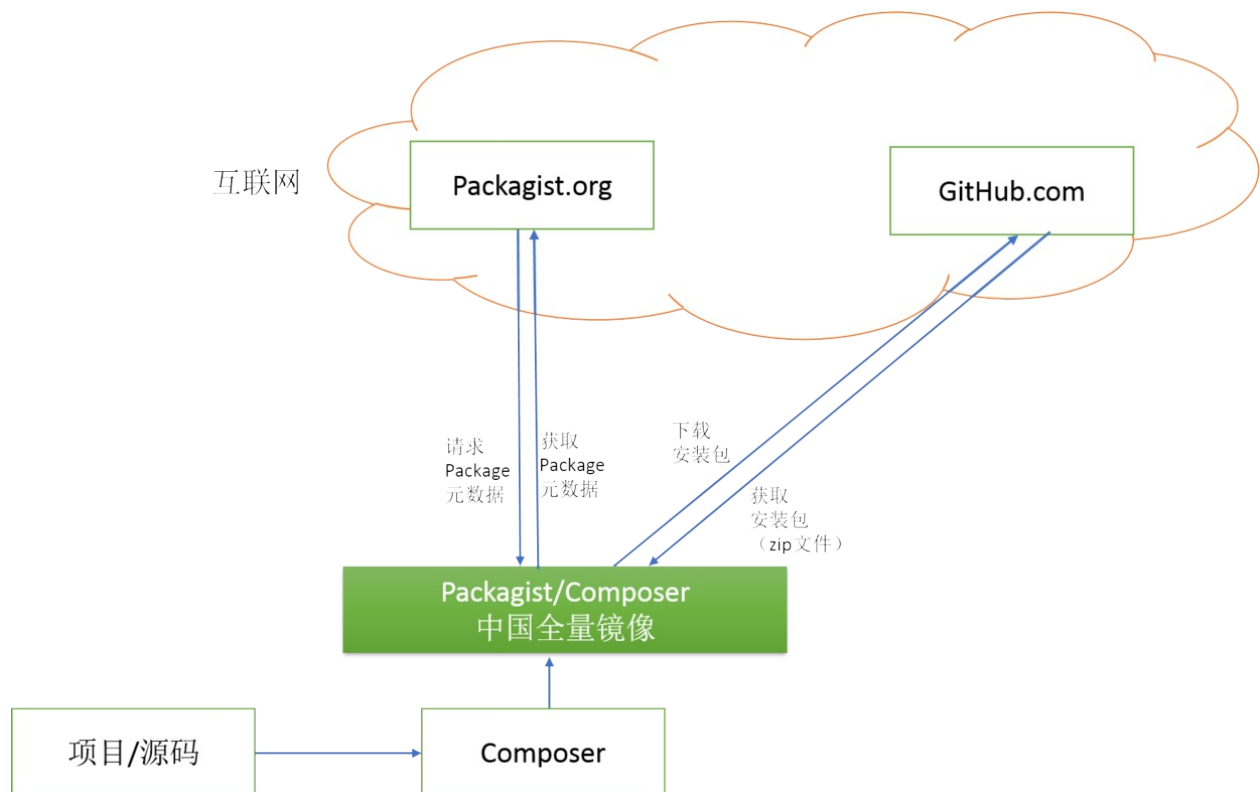 互联网
Packagist.org
GitHub.com
请求
Package
元数据
获取
Package
元数据
下载
安装包
获取
安装包
（zip文件）
Packagist/Composer
中国全量镜像
项目/源码
Composer